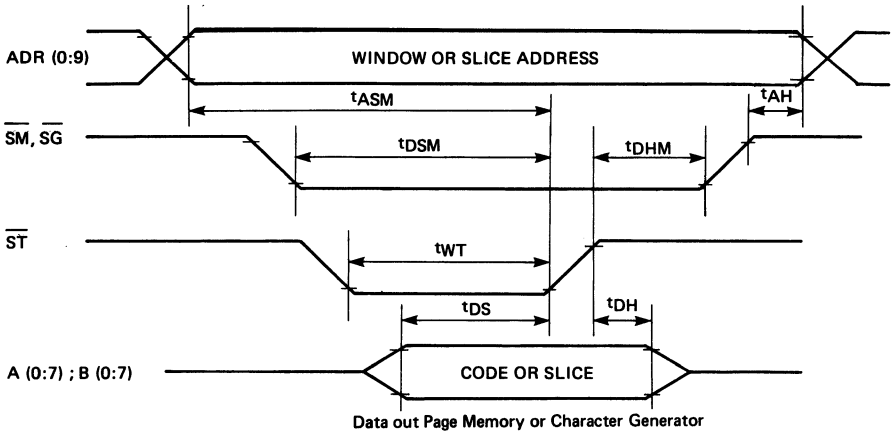 ADR (0:9)
WINDOW OR SLICE ADDRESS
tASM
tAH
SM, SG
tDSM
tDHM
ST
tWT
tDS
tDH
A (0:7) ; B (0:7)
CODE OR SLICE
Data out Page Memory or Character Generator